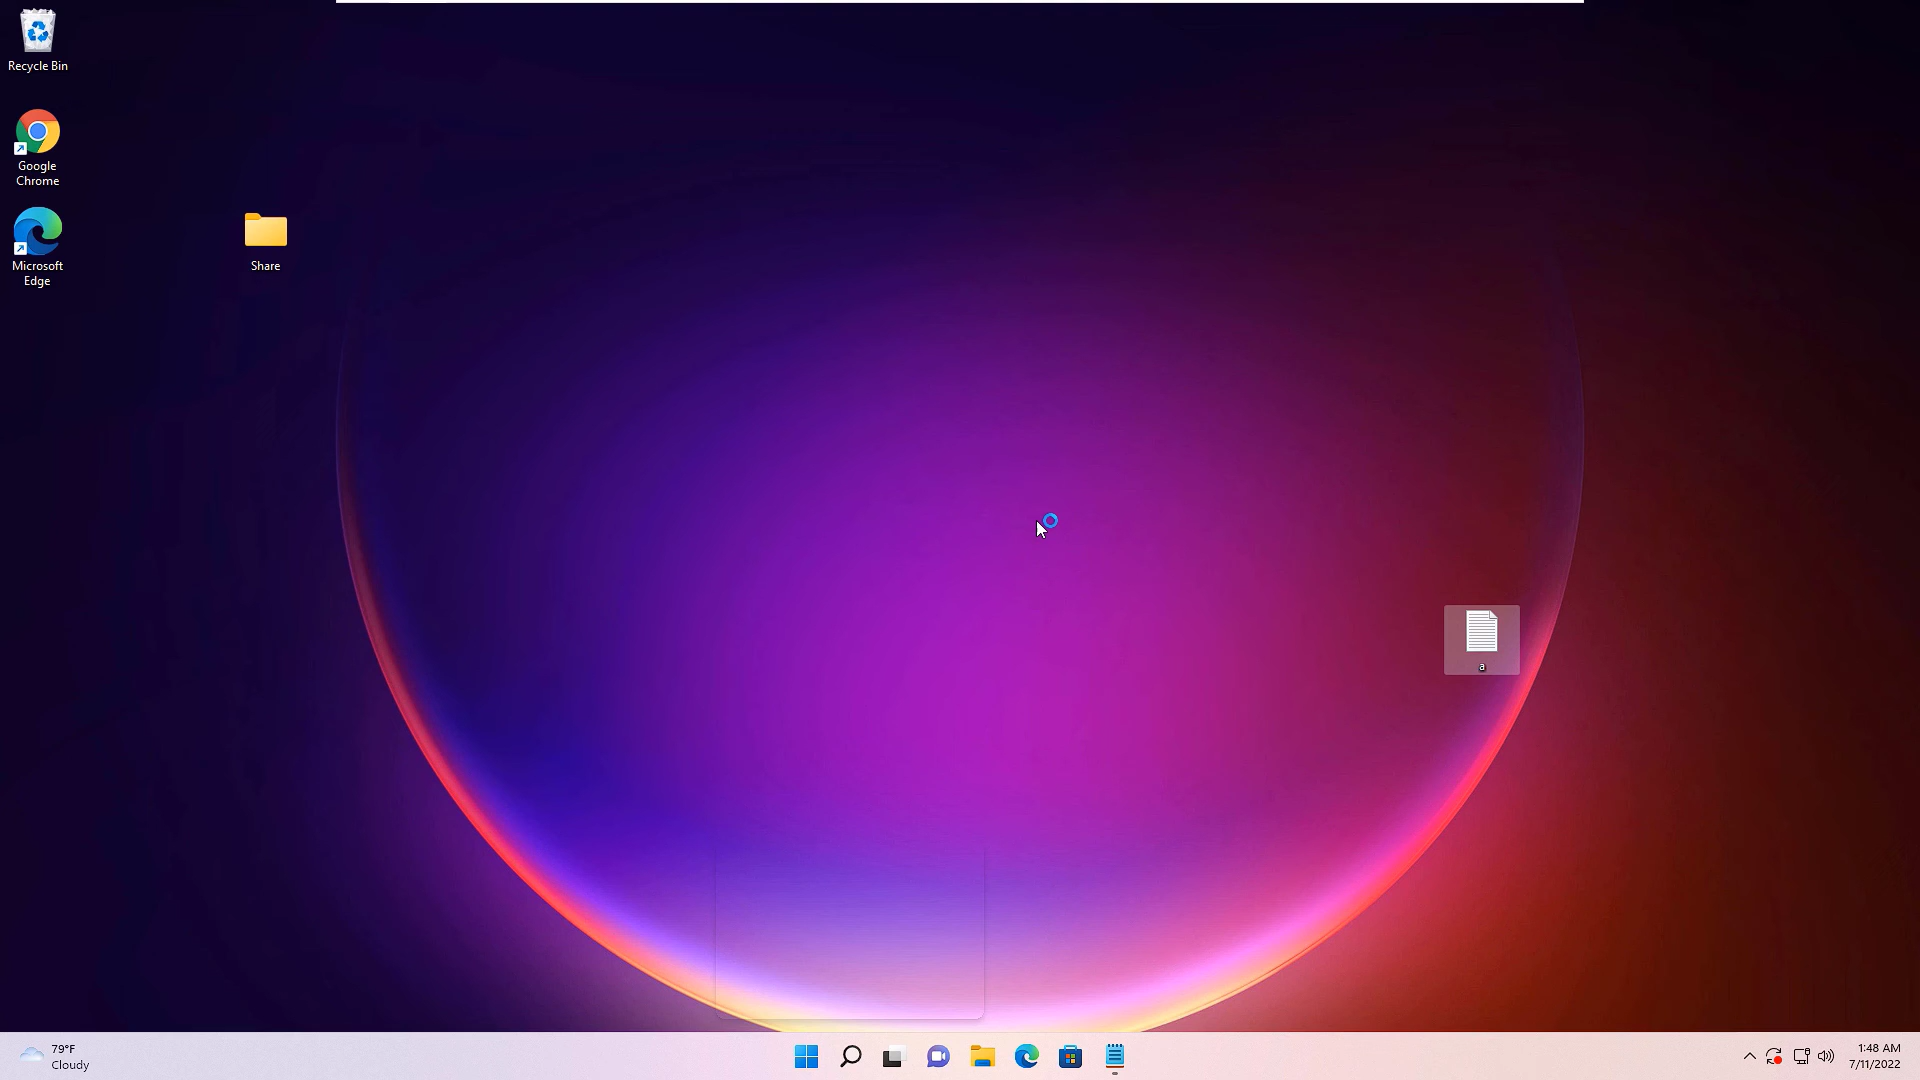 Recycle Bin
Google
Chrome
Microsoft
Edge
Share
a
79°F
Cloudy
1:48 AM
7/11/2022